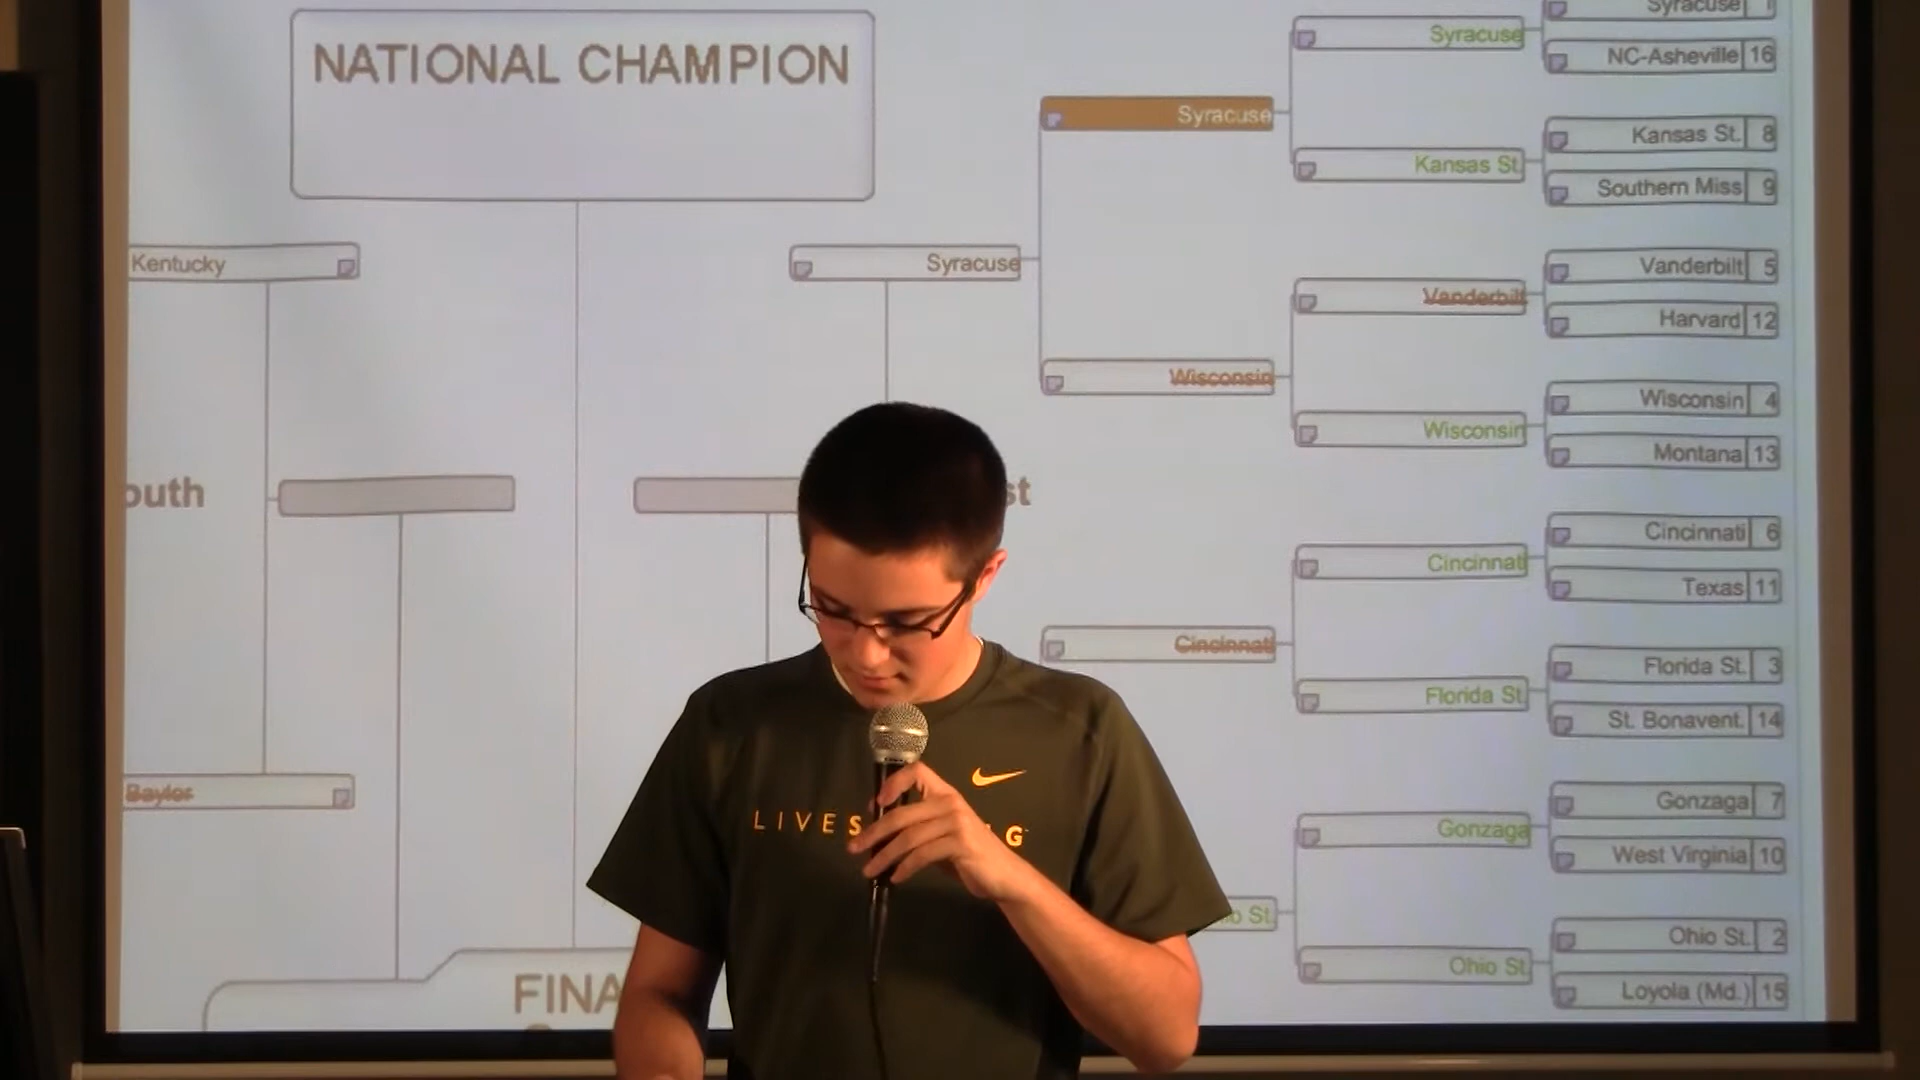 NATIONAL CHAMPION
Kentucky
Baylor
Syracuse
Syracuse
Wisconsin
Cincinnati
St.
Syracuse
Kansas St.
Vanderbilt
Wisconsin
Cincinnati
Florida St.
Gonzaga
Ohio St.
Syracuse 1
NC-Asheville 16
Kansas St. 8
Southern Miss 9
Vanderbilt 5
Harvard 12
Wisconsin 4
Montana 13
Cincinnati 6
Texas 11
Florida St. 3
St. Bonavent. 14
Gonzaga 7
West Virginia 10
Ohio St. 2
Loyola (Md.) 15
outh
st
FINA
LIVES G